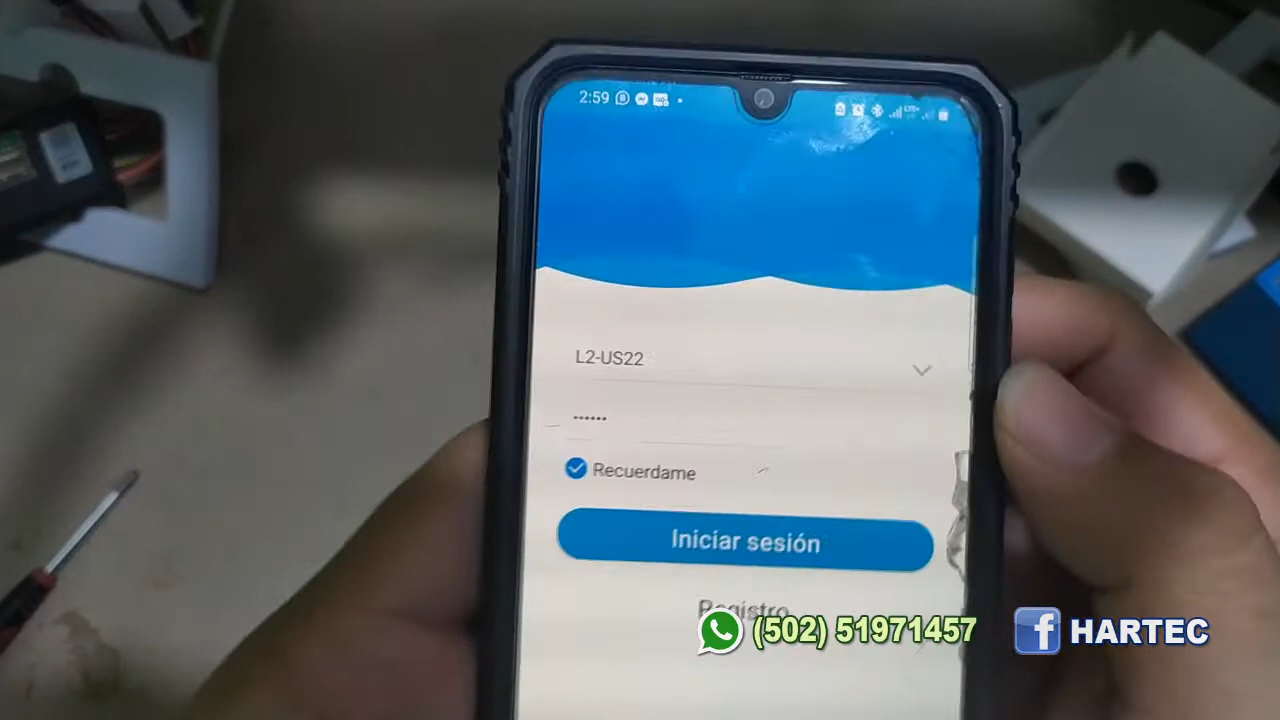 2:59
L2-US22
••••••
Recuerdame
Iniciar sesión
Registro
(502) 51971457
HARTEC